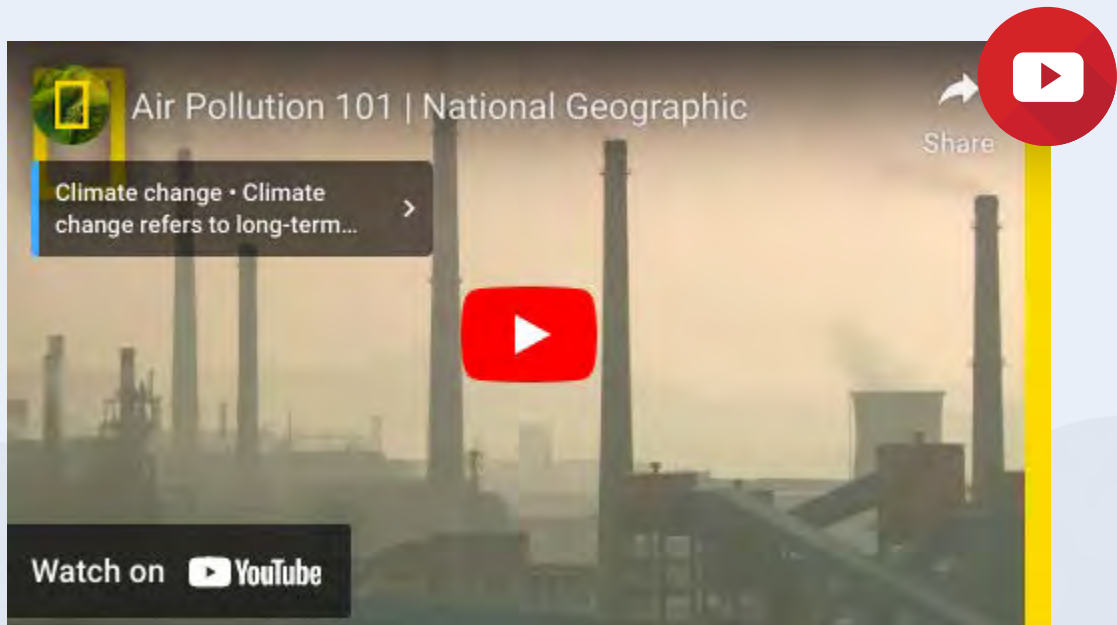 Air Pollution 101 | National Geographic
Share
Climate change • Climate
change refers to long-term...
Watch on YouTube